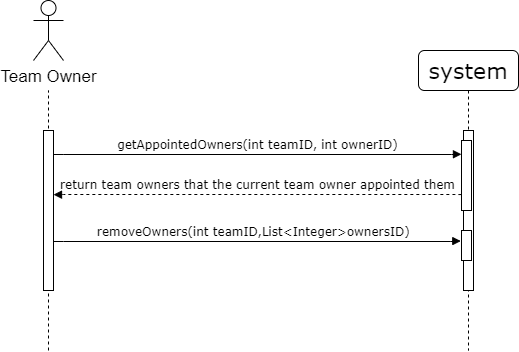 Team Owner
system
getAppointedOwners(int teamID, int ownerID)
return team owners that the current team owner appointed them
removeOwners(int teamID,List<Integer>ownersID)